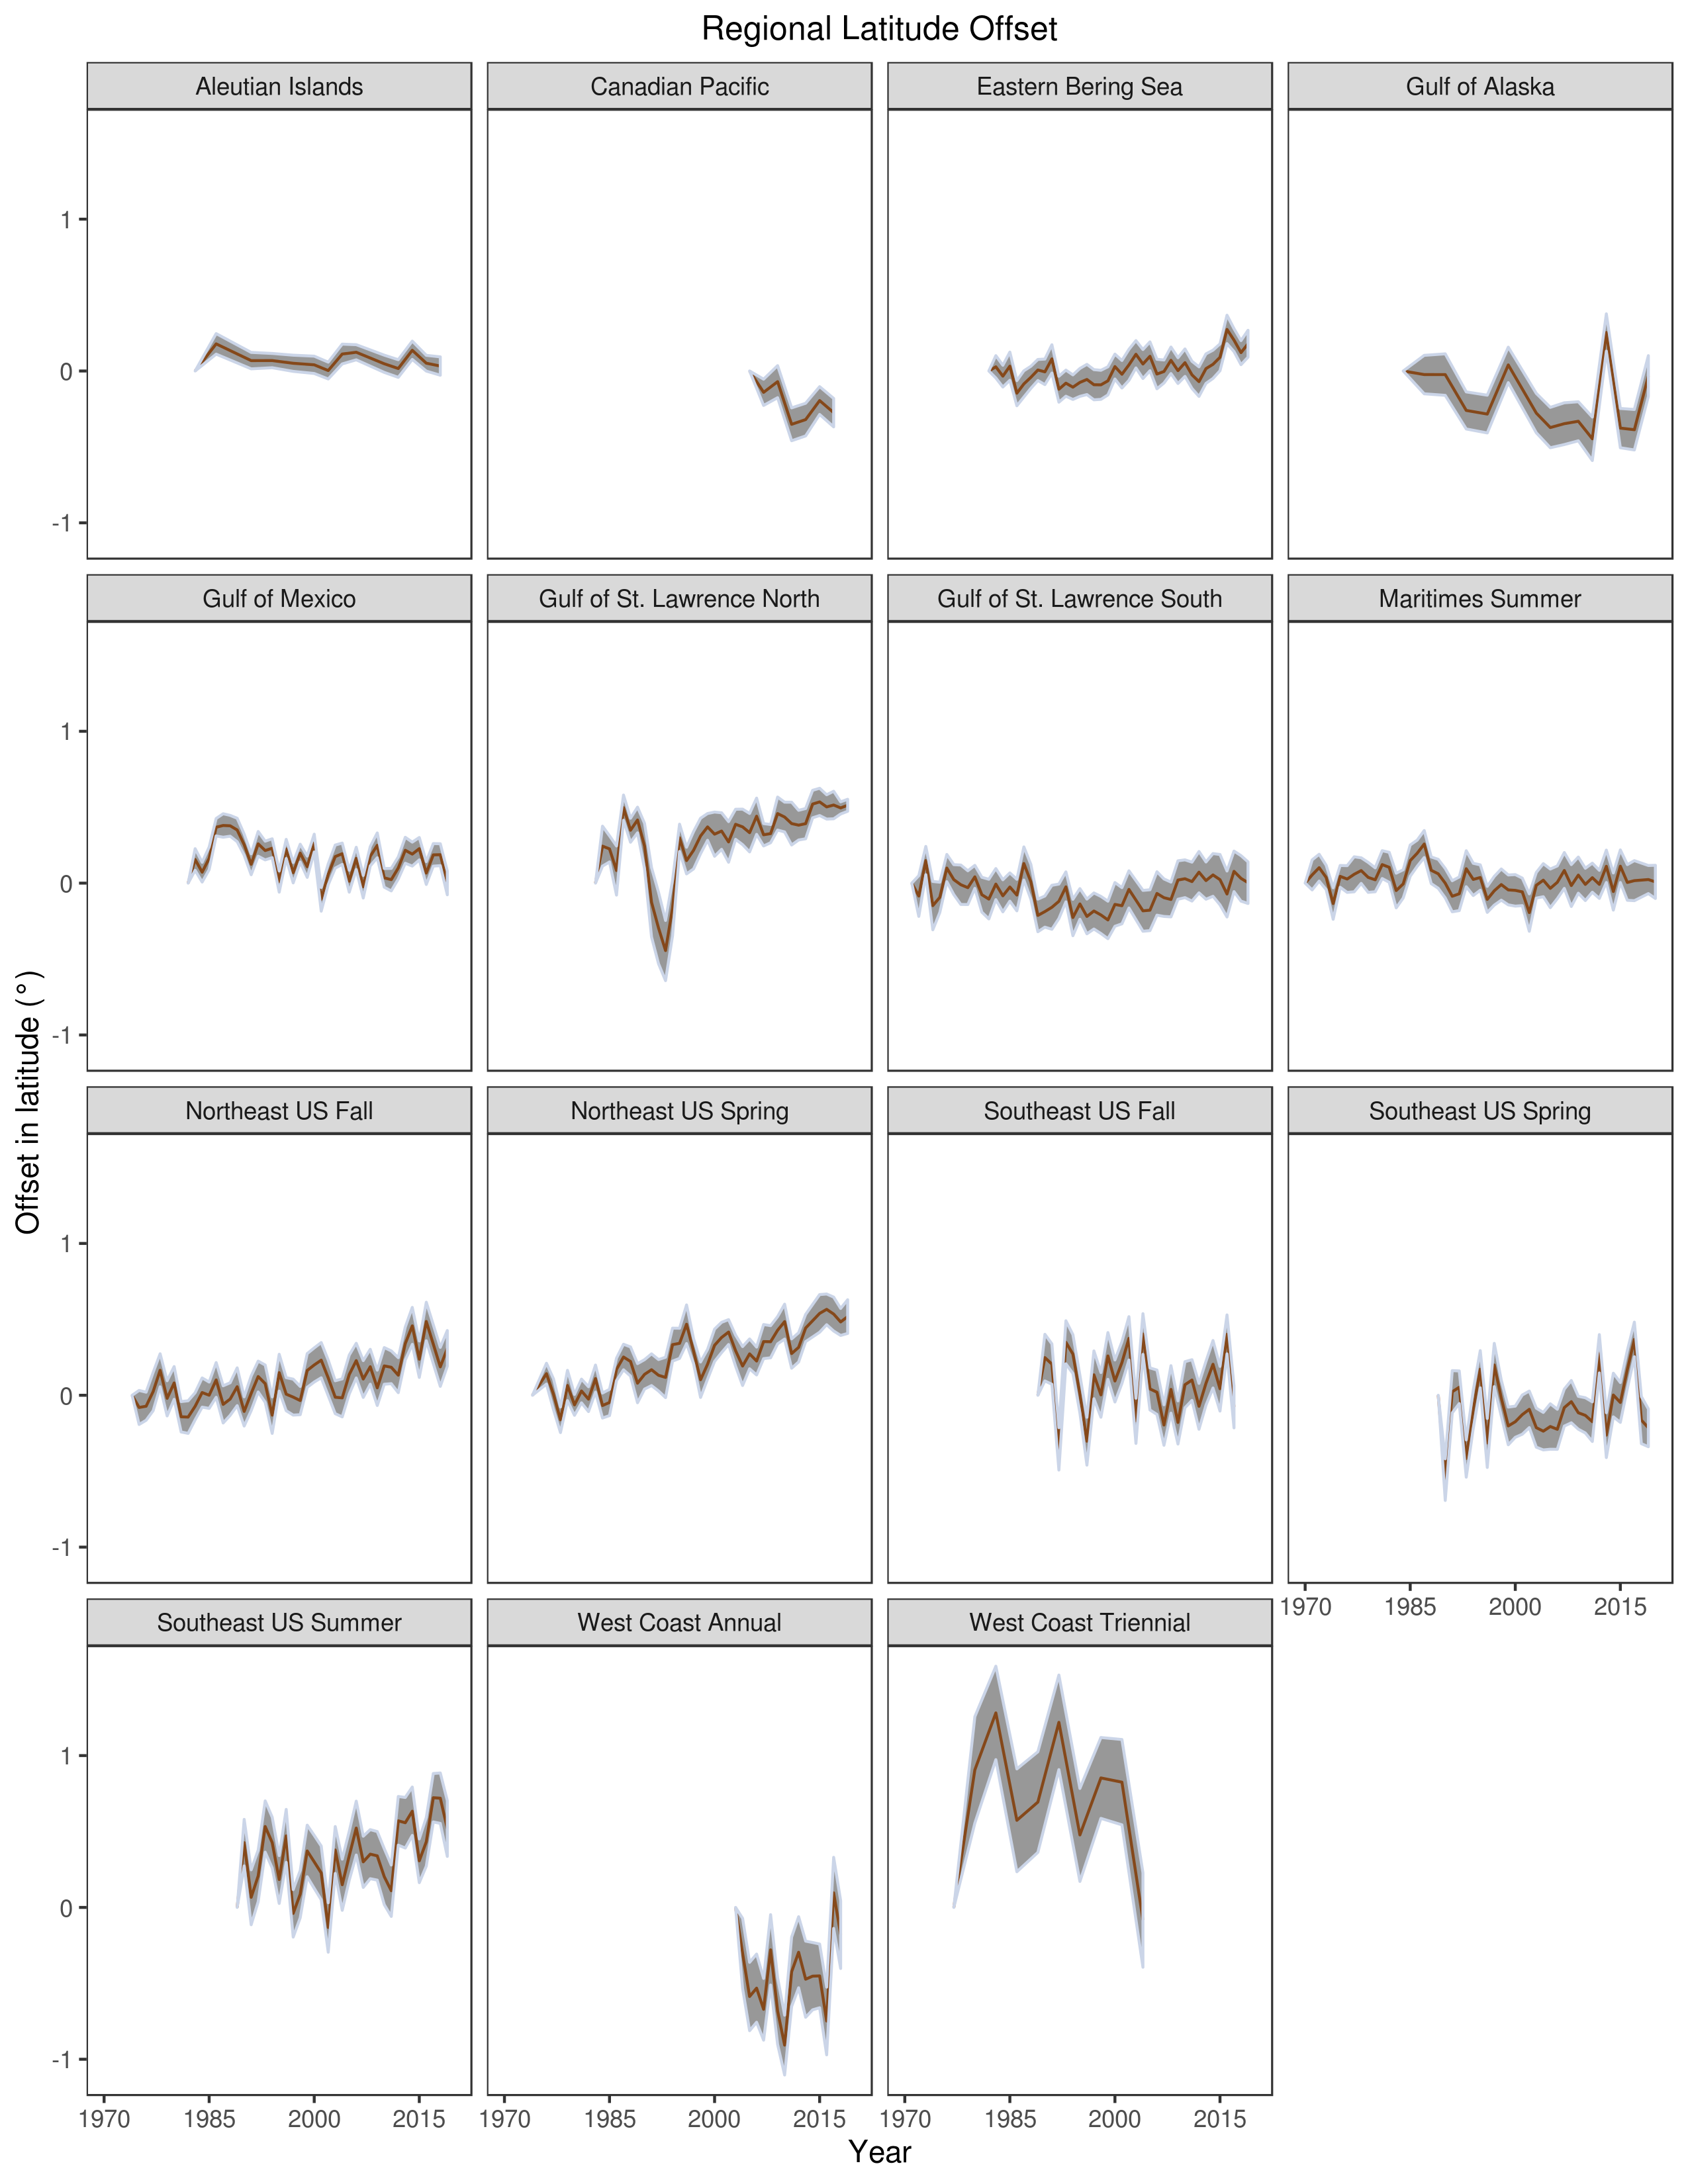 Regional Latitude Offset
Aleutian Islands
Canadian Pacific
Eastern Bering Sea
Gulf of Alaska
1
0
-1
Gulf of Mexico
Gulf of St. Lawrence North
Gulf of St. Lawrence South
Maritimes Summer
1
0
-1
Offset in latitude (°)
Northeast US Fall
Northeast US Spring
Southeast US Fall
Southeast US Spring
1
0
-1
1970 1985 2000 2015
Southeast US Summer
West Coast Annual
West Coast Triennial
1
0
-1
1970 1985 2000 2015
1970 1985 2000 2015
1970 1985 2000 2015
Year